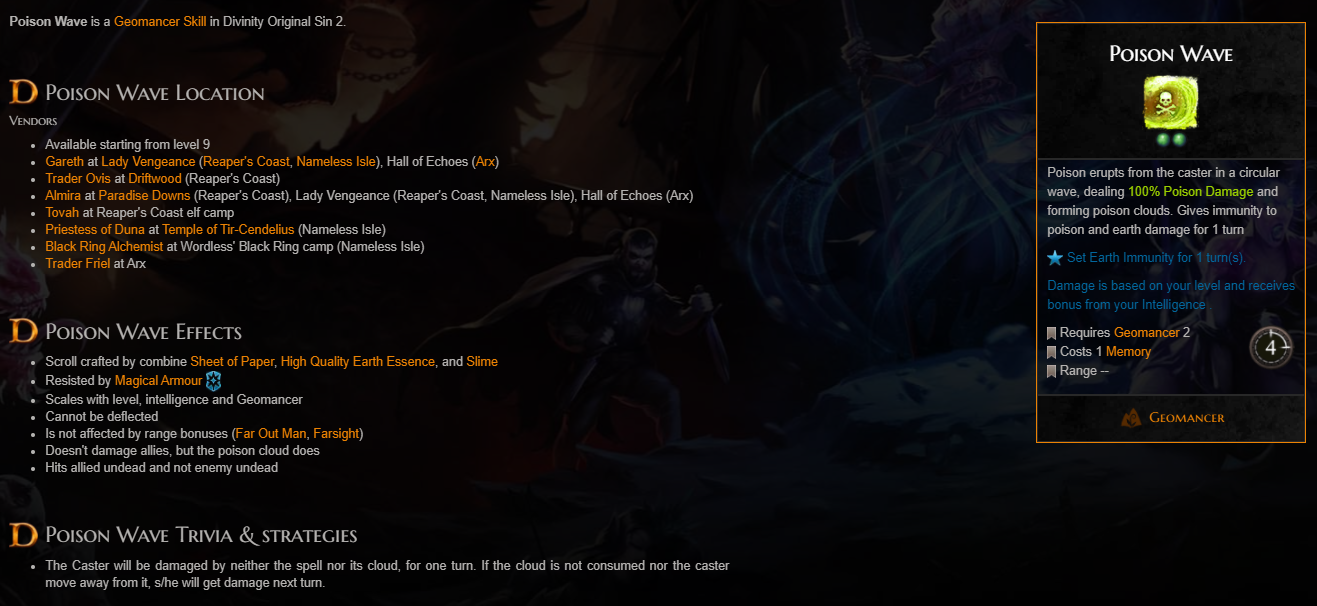 Poison Wave is a Geomancer Skill in Divinity Original Sin 2.
D Poison Wave Location
Vendors
Available starting from level 9
Gareth at Lady Vengeance (Reaper's Coast, Nameless Isle), Hall of Echoes (Arx)
Trader Ovis at Driftwood (Reaper's Coast)
Almira at Paradise Downs (Reaper's Coast), Lady Vengeance (Reaper's Coast, Nameless Isle), Hall of Echoes (Arx)
Tovah at Reaper's Coast elf camp
Priestess of Duna at Temple of Tir-Cendelius (Nameless Isle)
Black Ring Alchemist at Wordless' Black Ring camp (Nameless Isle)
Trader Friel at Arx
D Poison Wave Effects
Scroll crafted by combine Sheet of Paper, High Quality Earth Essence, and Slime
Resisted by Magical Armour
Scales with level, intelligence and Geomancer
Cannot be deflected
Is not affected by range bonuses (Far Out Man, Farsight)
Doesn't damage allies, but the poison cloud does
Hits allied undead and not enemy undead
D Poison Wave Trivia & strategies
The Caster will be damaged by neither the spell nor its cloud, for one turn. If the cloud is not consumed nor the caster
move away from it, s/he will get damage next turn.
Poison Wave
Poison erupts from the caster in a circular
wave, dealing 100% Poison Damage and
forming poison clouds. Gives immunity to
poison and earth damage for 1 turn
Set Earth Immunity for 1 turn(s).
Damage is based on your level and receives
bonus from your Intelligence .
Requires Geomancer 2
Costs 1 Memory
Range --
4
Geomancer